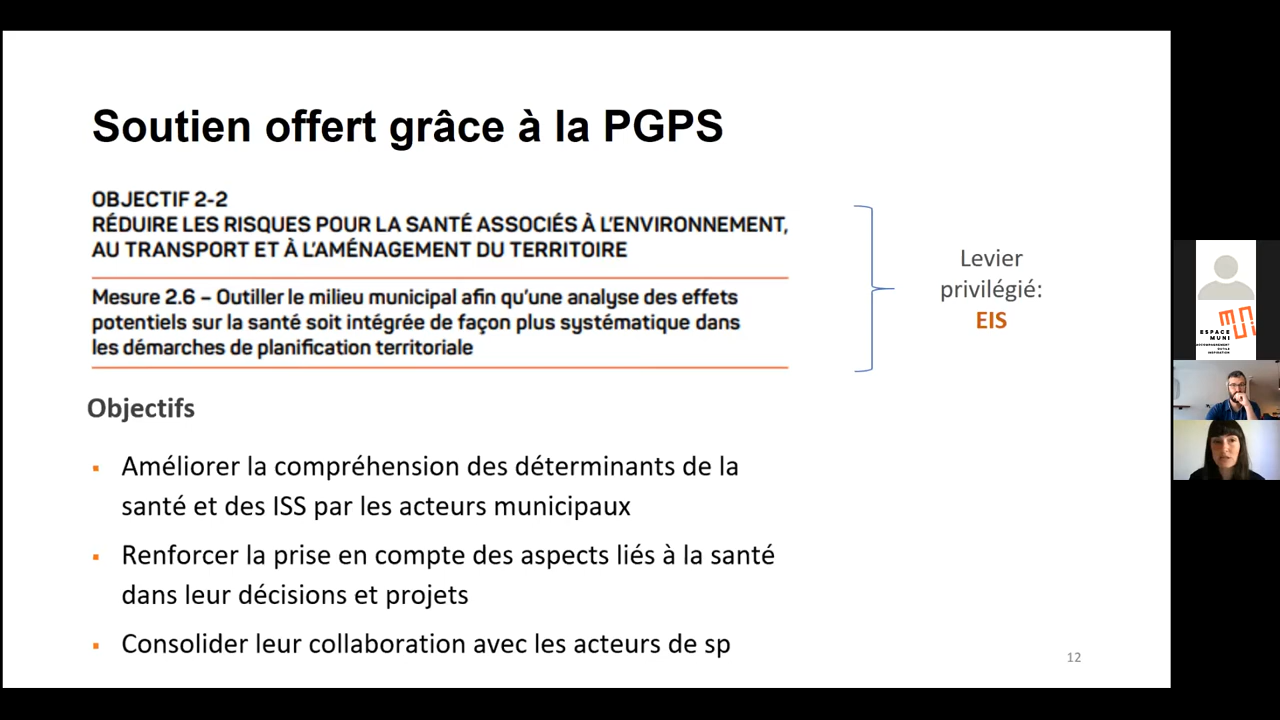 Soutien offert grâce à la PGPS
OBJECTIF 2-2
RÉDUIRE LES RISQUES POUR LA SANTÉ ASSOCIÉS À L'ENVIRONNEMENT,
AU TRANSPORT ET À L'AMÉNAGEMENT DU TERRITOIRE
Mesure 2.6 – Outiller le milieu municipal afin qu'une analyse des effets
potentiels sur la santé soit intégrée de façon plus systématique dans
les démarches de planification territoriale
Levier
privilégié:
EIS
Objectifs
▪ Améliorer la compréhension des déterminants de la
santé et des ISS par les acteurs municipaux
▪ Renforcer la prise en compte des aspects liés à la santé
dans leur décisions et projets
▪ Consolider leur collaboration avec les acteurs de sp
12
ESPACE
MUNI
ACCOMPAGNEMENT
OUTILS
INSPIRATION